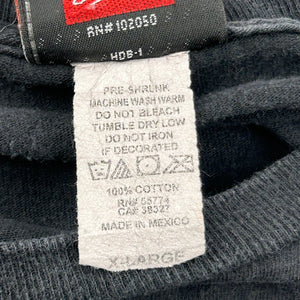 RN#102050
HDB-1
PRE-SHRUNK
MACHINE WASH WARM
DO NOT BLEACH
TUMBLE DRY LOW
DO NOT IRON
IF DECORATED
100% COTTON
RN# 55774
CA# 38327
MADE IN MEXICO
X-LARGE